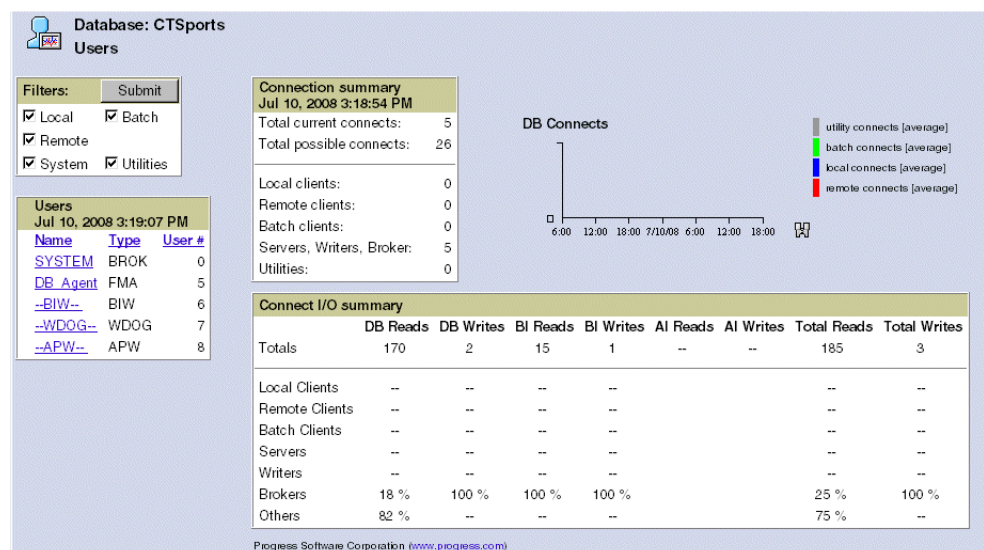 Database: CTSports
Users
Filters: Submit
Local Batch
Remote
System Utilities
Users
Jul 10, 2008 3:19:07 PM
Name Type User #
SYSTEM BROK 0
DB_Agent FMA 5
--BIW-- BIW 6
--WDOG-- WDOG 7
--APW-- APW 8
Connection summary
Jul 10, 2008 3:18:54 PM
Total current connects: 5
Total possible connects: 26
Local clients: 0
Remote clients: 0
Batch clients: 0
Servers, Writers, Broker: 5
Utilities: 0
DB Connects
0
6:00 12:00 18:00 7/10/08 6:00 12:00 18:00
utility connects [average]
batch connects [average]
local connects [average]
remote connects [average]
Connect I/O summary
DB Reads DB Writes BI Reads BI Writes AI Reads AI Writes Total Reads Total Writes
Totals 170 2 15 1 -- -- 185 3
Local Clients -- -- -- -- -- --
Remote Clients -- -- -- -- -- --
Batch Clients -- -- -- -- -- --
Servers -- -- -- -- -- --
Writers -- -- -- -- -- --
Brokers 18 % 100 % 100 % 100 % 25 % 100 %
Others 82 % -- -- -- 75 % --
Progress Software Corporation (www.progress.com)